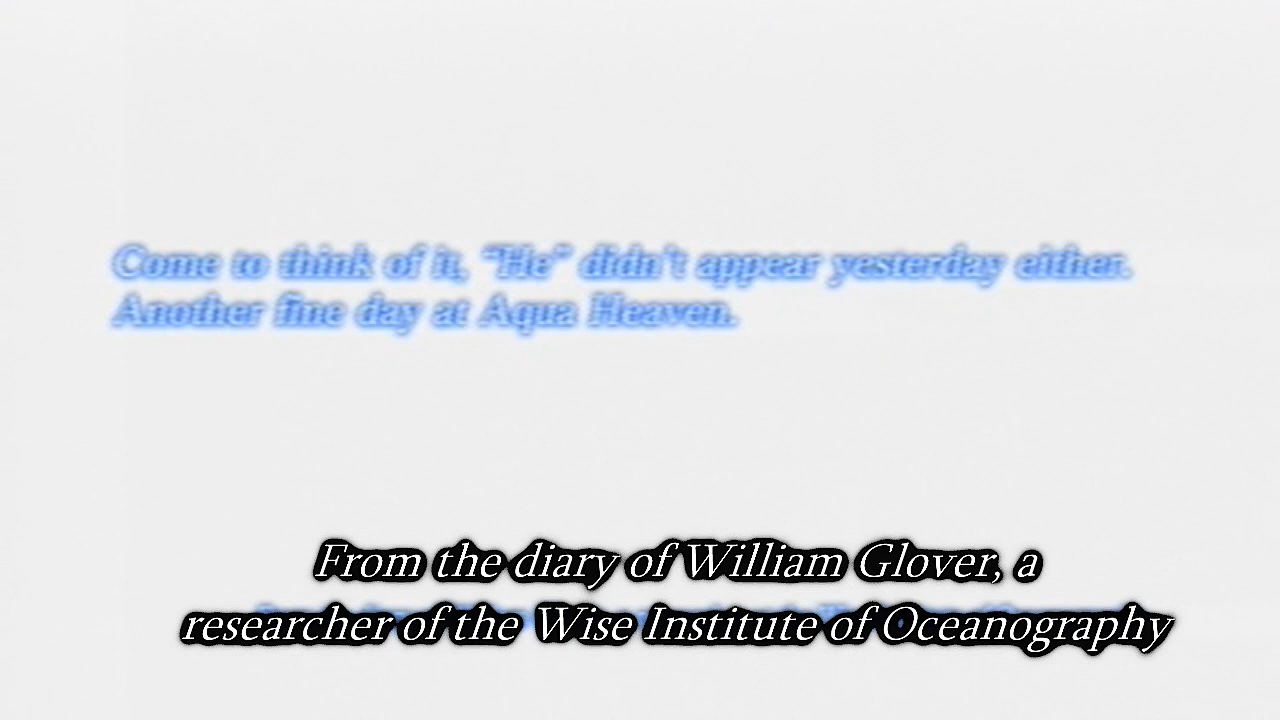 Come to think of it, “He” didn't appear yesterday either.
Another fine day at Aqua Heaven.
From the diary of William Glover, a
researcher of the Wise Institute of Oceanography